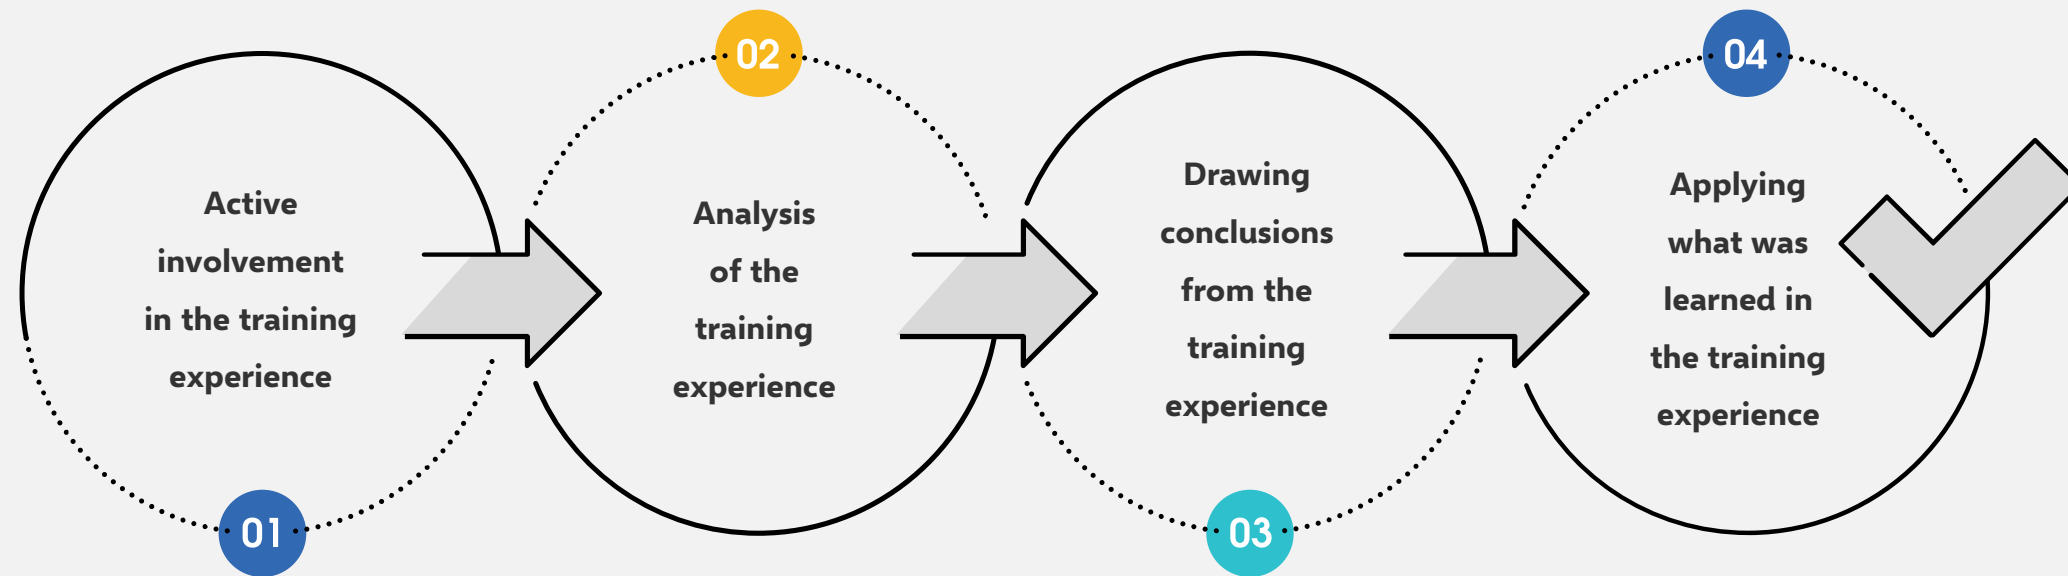 01
Active
involvement
in the training
experience
02
Analysis
of the
training
experience
03
Drawing
conclusions
from the
training
experience
04
Applying
what was
learned in
the training
experience